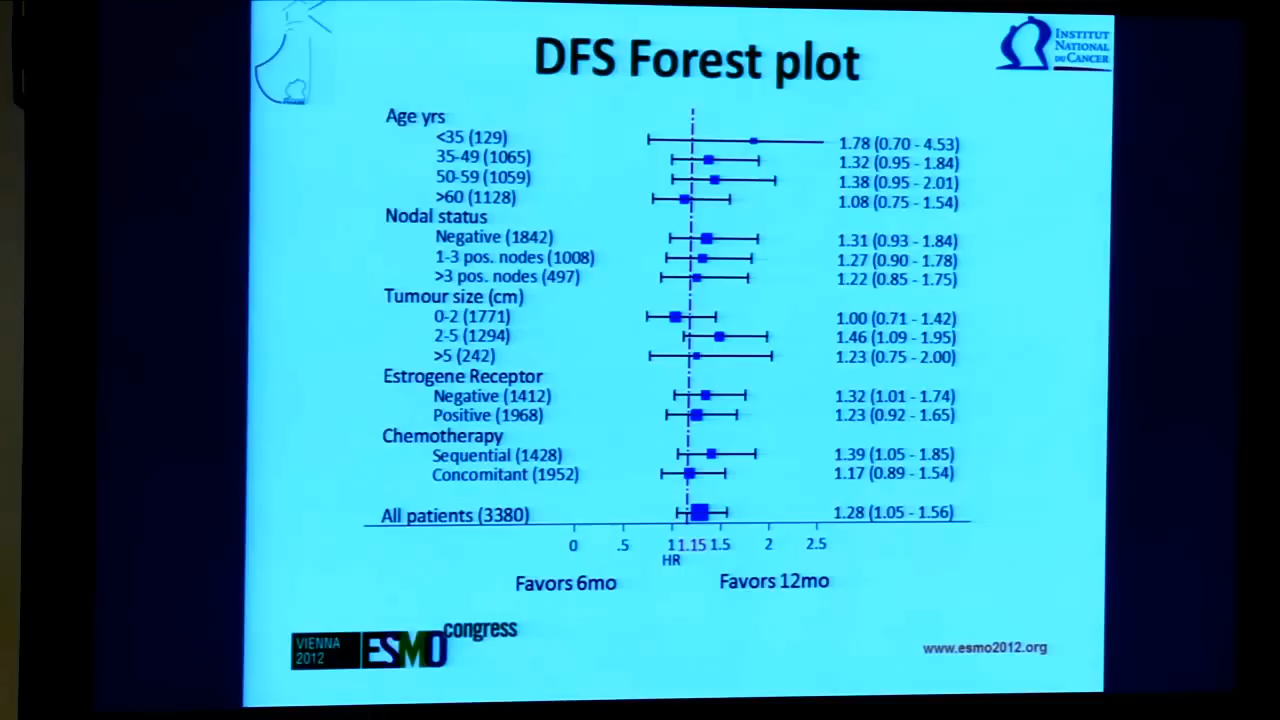 DFS Forest plot
INSTITUT
NATIONAL
DU CANCER
Age yrs
<35 (129) 1.78 (0.70 - 4.53)
35-49 (1065) 1.32 (0.95 - 1.84)
50-59 (1059) 1.38 (0.95 - 2.01)
>60 (1128) 1.08 (0.75 - 1.54)
Nodal status
Negative (1842) 1.31 (0.93 - 1.84)
1-3 pos. nodes (1008) 1.27 (0.90 - 1.78)
>3 pos. nodes (497) 1.22 (0.85 - 1.75)
Tumour size (cm)
0-2 (1771) 1.00 (0.71 - 1.42)
2-5 (1294) 1.46 (1.09 - 1.95)
>5 (242) 1.23 (0.75 - 2.00)
Estrogene Receptor
Negative (1412) 1.32 (1.01 - 1.74)
Positive (1968) 1.23 (0.92 - 1.65)
Chemotherapy
Sequential (1428) 1.39 (1.05 - 1.85)
Concomitant (1952) 1.17 (0.89 - 1.54)
All patients (3380) 1.28 (1.05 - 1.56)
0 .5 1 1.15 1.5 2 2.5
HR
Favors 6mo Favors 12mo
VIENNA
2012
ESMO congress
www.esmo2012.org